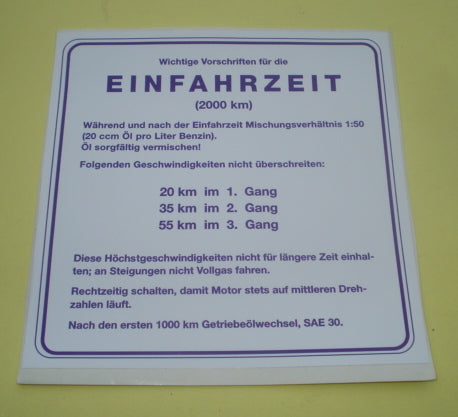 Wichtige Vorschriften für die
EINFAHRZEIT
(2000 km)
Während und nach der Einfahrzeit Mischungsverhältnis 1:50
(20 ccm Öl pro Liter Benzin).
Öl sorgfältig vermischen!
Folgenden Geschwindigkeiten nicht überschreiten:
20 km im 1. Gang
35 km im 2. Gang
55 km im 3. Gang
Diese Höchstgeschwindigkeiten nicht für längere Zeit einhal-
ten; an Steigungen nicht Vollgas fahren.
Rechtzeitig schalten, damit Motor stets auf mittleren Dreh-
zahlen läuft.
Nach den ersten 1000 km Getriebeölwechsel, SAE 30.